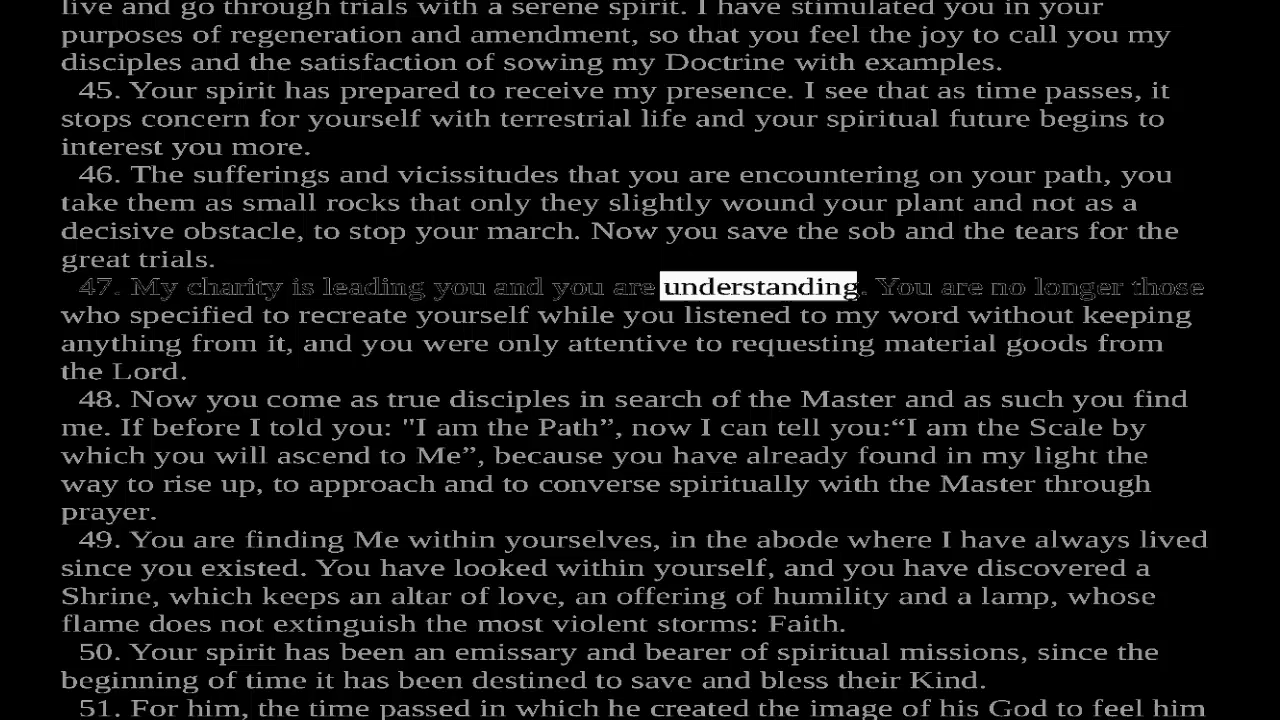 live and go through trials with a serene spirit. I have stimulated you in your
purposes of regeneration and amendment, so that you feel the joy to call you my
disciples and the satisfaction of sowing my Doctrine with examples.
45. Your spirit has prepared to receive my presence. I see that as time passes, it
stops concern for yourself with terrestrial life and your spiritual future begins to
interest you more.
46. The sufferings and vicissitudes that you are encountering on your path, you
take them as small rocks that only they slightly wound your plant and not as a
decisive obstacle, to stop your march. Now you save the sob and the tears for the
great trials.
47. My charity is leading you and you are understanding. You are no longer those
who specified to recreate yourself while you listened to my word without keeping
anything from it, and you were only attentive to requesting material goods from
the Lord.
48. Now you come as true disciples in search of the Master and as such you find
me. If before I told you: "I am the Path”, now I can tell you:“I am the Scale by
which you will ascend to Me”, because you have already found in my light the
way to rise up, to approach and to converse spiritually with the Master through
prayer.
49. You are finding Me within yourselves, in the abode where I have always lived
since you existed. You have looked within yourself, and you have discovered a
Shrine, which keeps an altar of love, an offering of humility and a lamp, whose
flame does not extinguish the most violent storms: Faith.
50. Your spirit has been an emissary and bearer of spiritual missions, since the
beginning of time it has been destined to save and bless their Kind.
51. For him, the time passed in which he created the image of his God to feel him